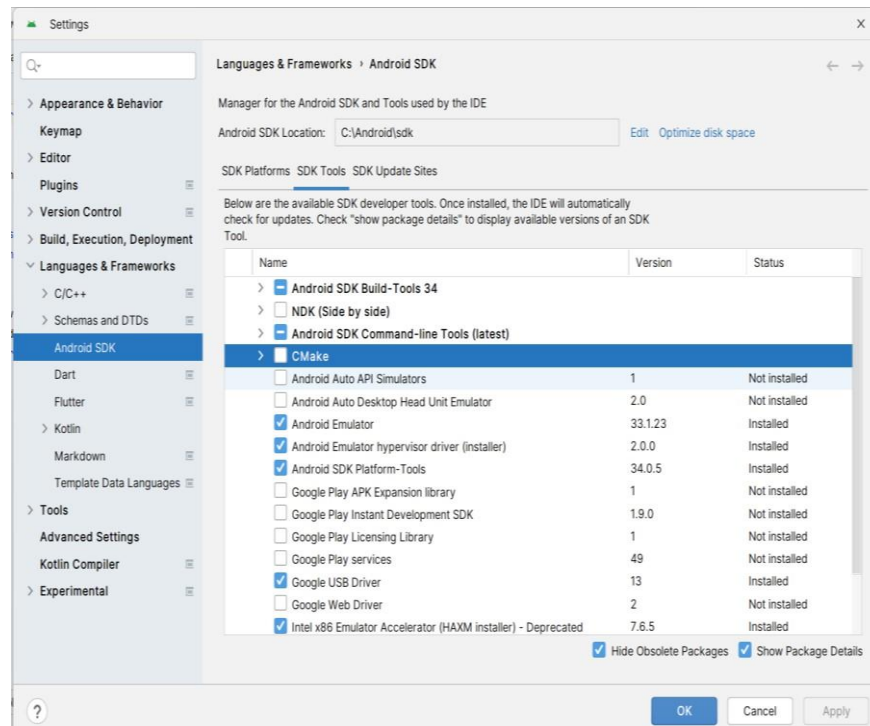 Settings
X
Languages & Frameworks › Android SDK
Appearance & Behavior
Keymap
Editor
Plugins
Version Control
Build, Execution, Deployment
Languages & Frameworks
C/C++
Schemas and DTDs
Android SDK
Dart
Flutter
Kotlin
Markdown
Template Data Languages
Tools
Advanced Settings
Kotlin Compiler
Experimental
Manager for the Android SDK and Tools used by the IDE
Android SDK Location: C:\Android\sdk Edit Optimize disk space
SDK Platforms SDK Tools SDK Update Sites
Below are the available SDK developer tools. Once installed, the IDE will automatically
check for updates. Check "show package details" to display available versions of an SDK
Tool.
Name Version Status
Android SDK Build-Tools 34
NDK (Side by side)
Android SDK Command-line Tools (latest)
CMake
Android Auto API Simulators 1 Not installed
Android Auto Desktop Head Unit Emulator 2.0 Not installed
Android Emulator 33.1.23 Installed
Android Emulator hypervisor driver (installer) 2.0.0 Installed
Android SDK Platform-Tools 34.0.5 Installed
Google Play APK Expansion library 1 Not installed
Google Play Instant Development SDK 1.9.0 Not installed
Google Play Licensing Library 1 Not installed
Google Play services 49 Not installed
Google USB Driver 13 Installed
Google Web Driver 2 Not installed
Intel x86 Emulator Accelerator (HAXM installer) - Deprecated 7.6.5 Installed
Hide Obsolete Packages Show Package Details
? OK Cancel Apply